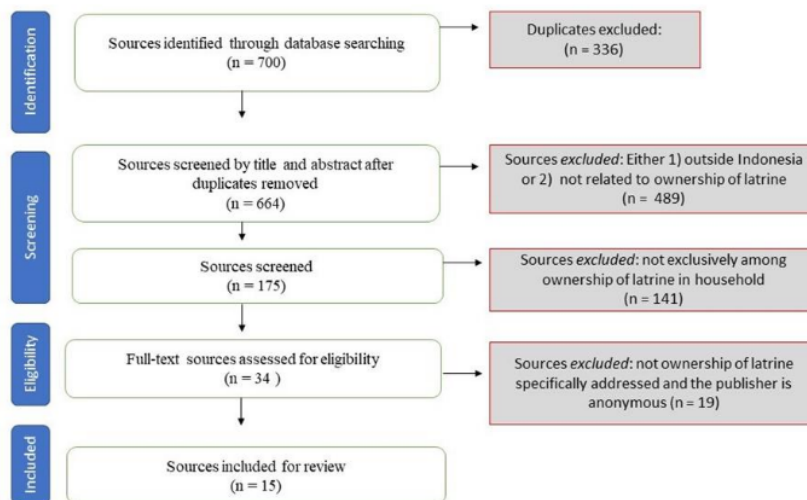 Identification
Sources identified through database searching
(n = 700)
Duplicates excluded:
(n = 336)
Screening
Sources screened by title and abstract after
duplicates removed
(n = 664)
Sources excluded: Either 1) outside Indonesia
or 2) not related to ownership of latrine
(n = 489)
Sources screened
(n = 175)
Sources excluded: not exclusively among
ownership of latrine in household
(n = 141)
Eligibility
Full-text sources assessed for eligibility
(n = 34 )
Sources excluded: not ownership of latrine
specifically addressed and the publisher is
anonymous (n = 19)
Included
Sources included for review
(n = 15)